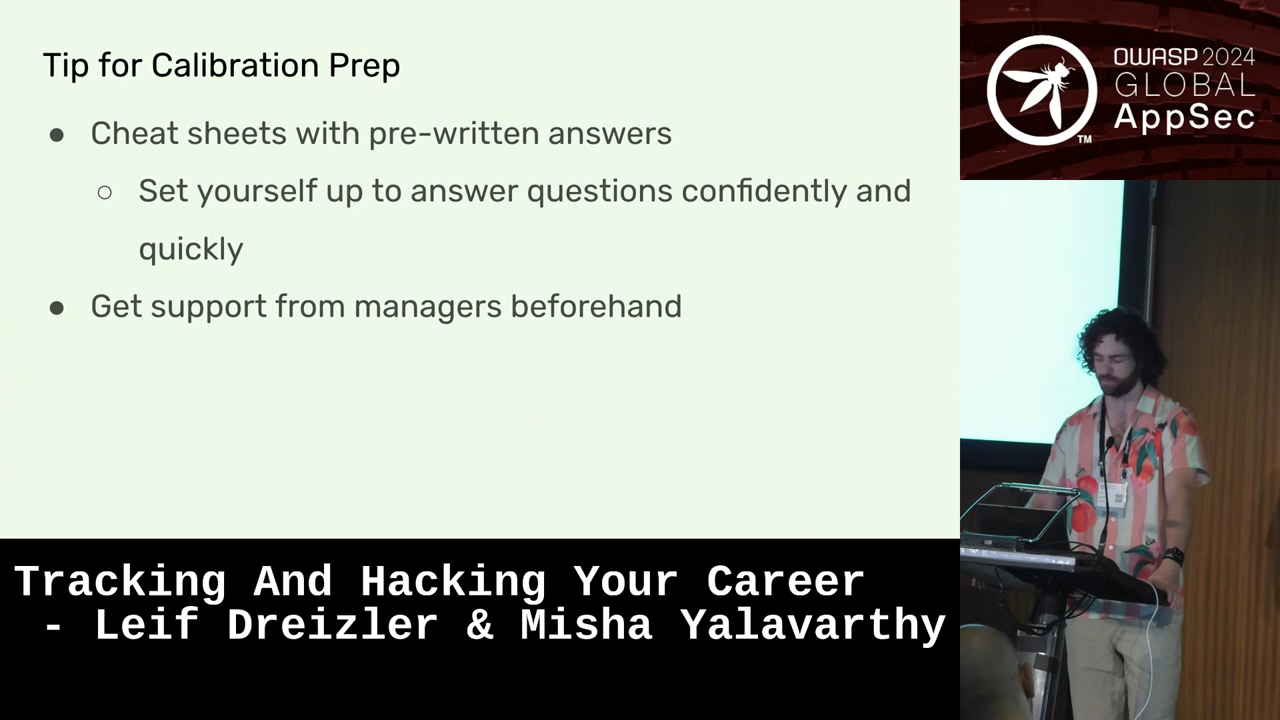 Tip for Calibration Prep
● Cheat sheets with pre-written answers
○ Set yourself up to answer questions confidently and
quickly
● Get support from managers beforehand
OWASP 2024
GLOBAL
AppSec
TM
Tracking And Hacking Your Career
- Leif Dreizler & Misha Yalavarthy